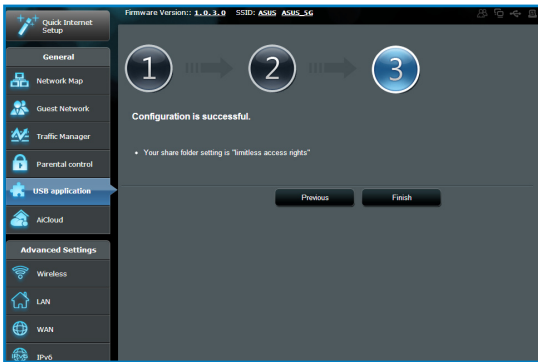 Quick Internet
Setup
Firmware Version:: 1.0.3.0 SSID: ASUS ASUS_5G
General
Network Map
Guest Network
Traffic Manager
Parental control
USB application
AiCloud
Advanced Settings
Wireless
LAN
WAN
IPv6
1 2 3
Configuration is successful.
• Your share folder setting is "limitless access rights"
Previous Finish